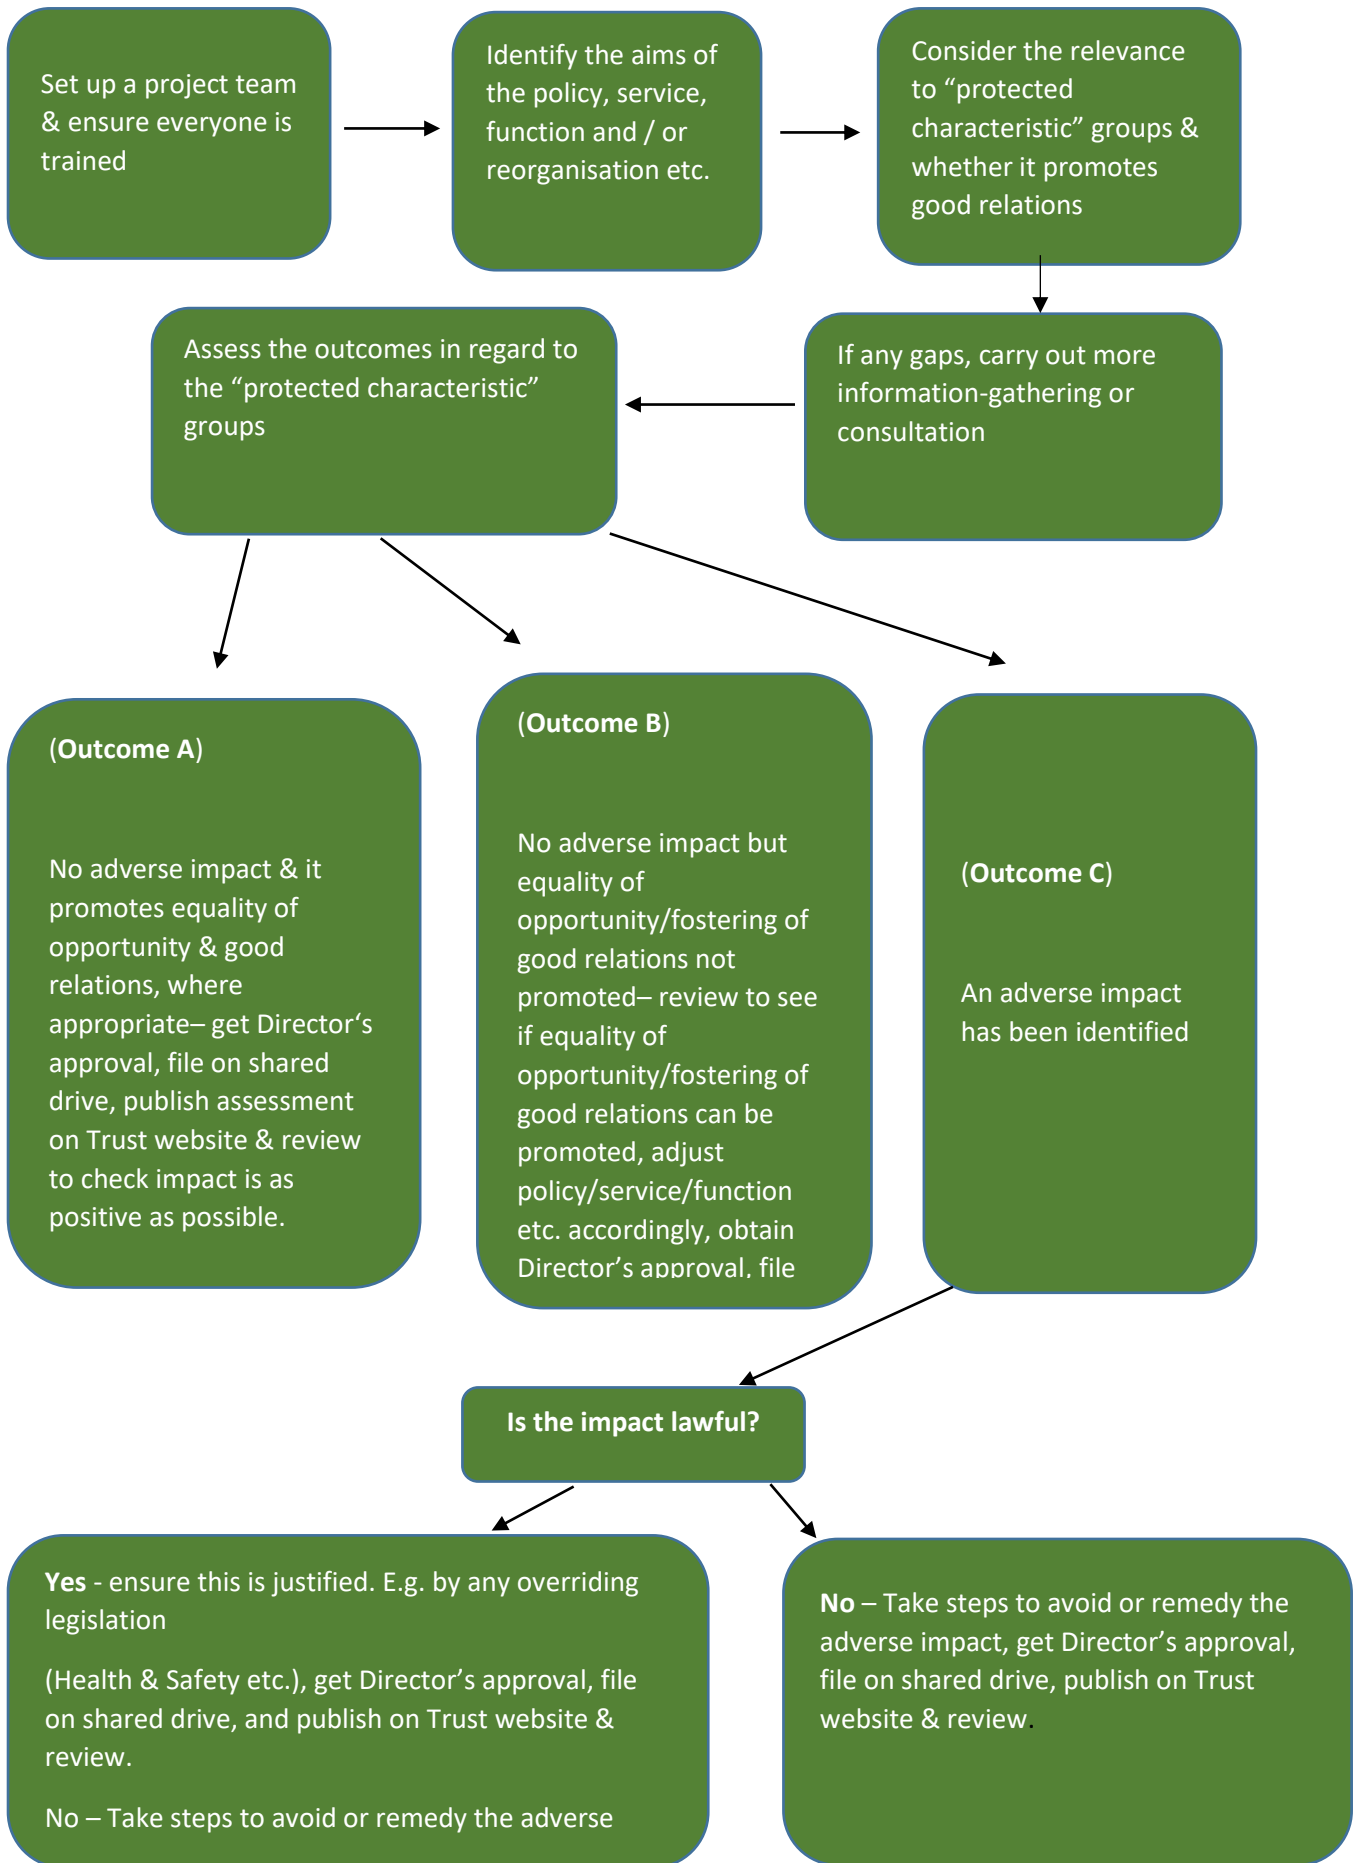 Set up a project team
& ensure everyone is
trained
Identify the aims of
the policy, service,
function and / or
reorganisation etc.
Consider the relevance
to “protected
characteristic” groups &
whether it promotes
good relations
If any gaps, carry out more
information-gathering or
consultation
Assess the outcomes in regard to
the “protected characteristic”
groups
(Outcome A)
No adverse impact & it
promotes equality of
opportunity & good
relations, where
appropriate– get Director‘s
approval, file on shared
drive, publish assessment
on Trust website & review
to check impact is as
positive as possible.
(Outcome B)
No adverse impact but
equality of
opportunity/fostering of
good relations not
promoted– review to see
if equality of
opportunity/fostering of
good relations can be
promoted, adjust
policy/service/function
etc. accordingly, obtain
Director’s approval, file
(Outcome C)
An adverse impact
has been identified
Is the impact lawful?
Yes - ensure this is justified. E.g. by any overriding
legislation
(Health & Safety etc.), get Director’s approval, file
on shared drive, and publish on Trust website &
review.
No – Take steps to avoid or remedy the adverse
No – Take steps to avoid or remedy the
adverse impact, get Director’s approval,
file on shared drive, publish on Trust
website & review.